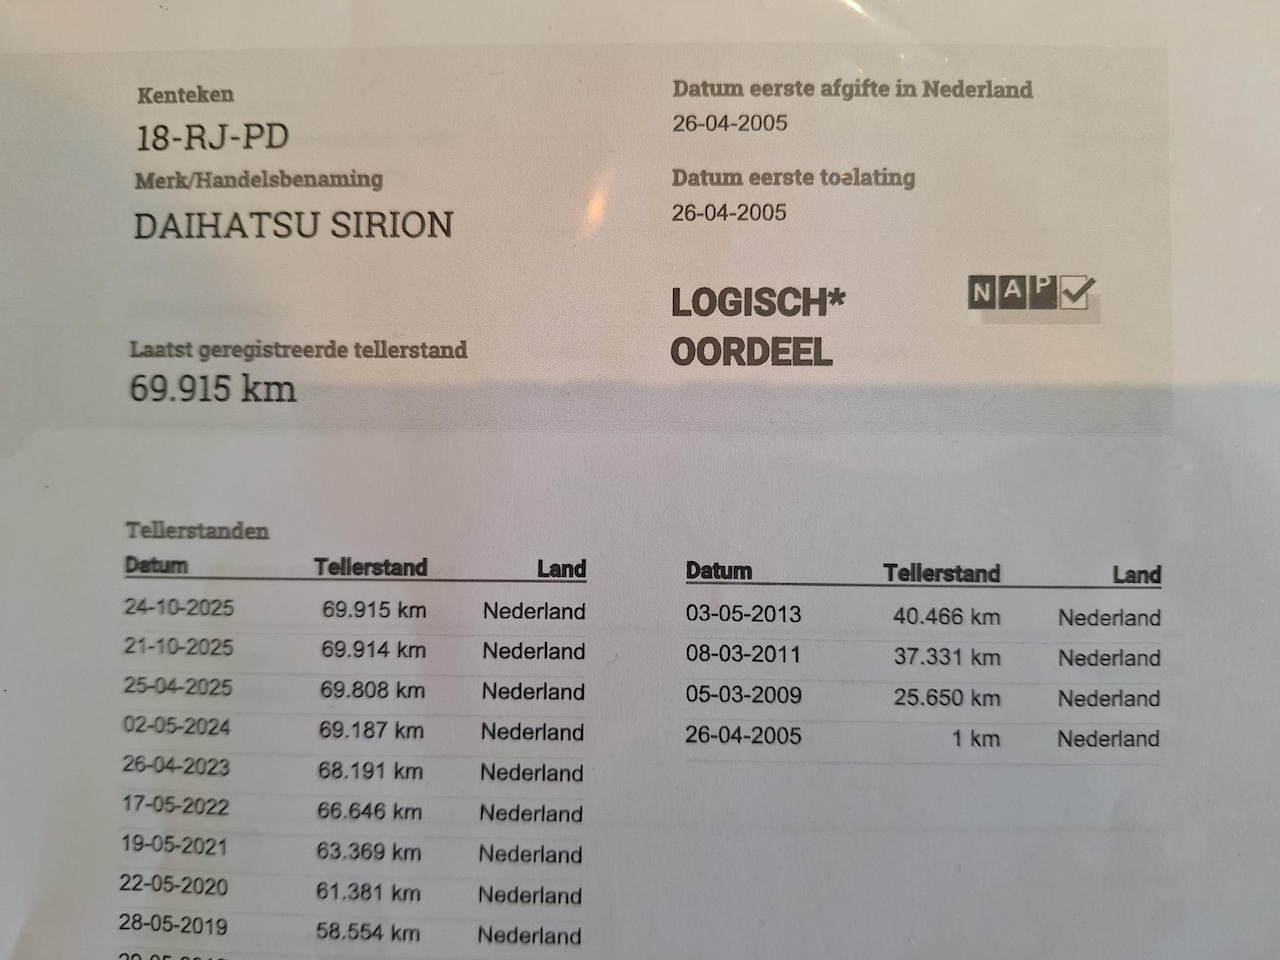 Kenteken
18-RJ-PD
Merk/Handelsbenaming
DAIHATSU SIRION
Laatst geregistreerde tellerstand
69.915 km
Datum eerste afgifte in Nederland
26-04-2005
Datum eerste toelating
26-04-2005
LOGISCH*
OORDEEL
NAP
Tellerstanden
Datum Tellerstand Land
24-10-2025 69.915 km Nederland
21-10-2025 69.914 km Nederland
25-04-2025 69.808 km Nederland
02-05-2024 69.187 km Nederland
26-04-2023 68.191 km Nederland
17-05-2022 66.646 km Nederland
19-05-2021 63.369 km Nederland
22-05-2020 61.381 km Nederland
28-05-2019 58.554 km Nederland
Datum Tellerstand Land
03-05-2013 40.466 km Nederland
08-03-2011 37.331 km Nederland
05-03-2009 25.650 km Nederland
26-04-2005 1 km Nederland